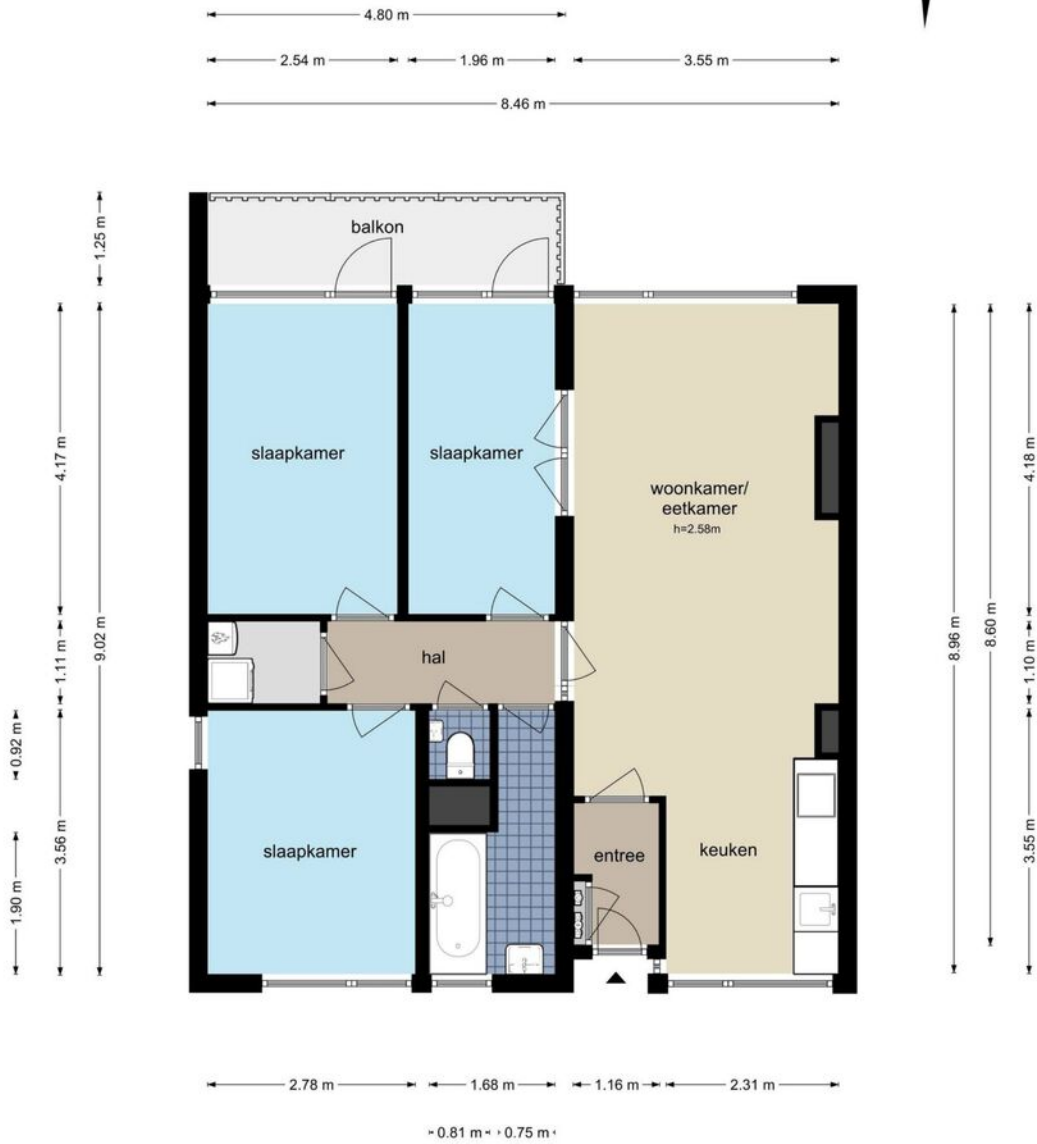 4.80 m
2.54 m
1.96 m
3.55 m
8.46 m
1.25 m
balkon
4.17 m
9.02 m
slaapkamer
slaapkamer
woonkamer/
eetkamer
h=2.58m
4.18 m
8.96 m
8.60 m
1.11 m
hal
1.10 m
0.92 m
3.56 m
1.90 m
slaapkamer
entree
keuken
3.55 m
2.78 m
1.68 m
1.16 m
2.31 m
0.81 m
0.75 m